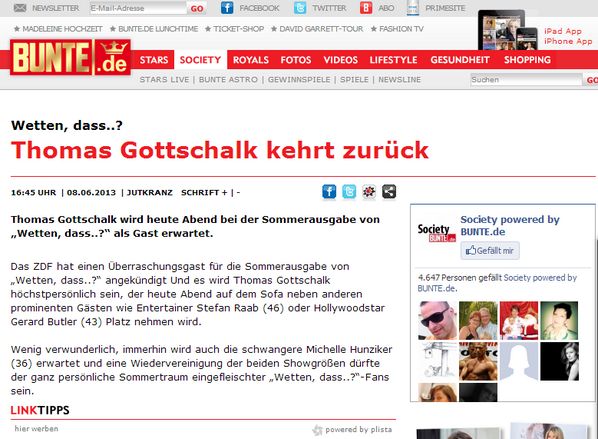 NEWSLETTER E-Mail-Adresse GO FACEBOOK TWITTER ABO PRIMESITE
MADELEINE HOCHZEIT BUNTE.DE LUNCHTIME TICKET-SHOP DAVID GARRETT-TOUR FASHION TV
iPad App
iPhone App
BUNTE.de STARS SOCIETY ROYALS FOTOS VIDEOS LIFESTYLE GESUNDHEIT SHOPPING
STARS LIVE | BUNTE ASTRO | GEWINNSPIELE | SPIELE | NEWSLINE Suchen GO
Wetten, dass..?
Thomas Gottschalk kehrt zurück
16:45 UHR | 08.06.2013 | JUTKRANZ SCHRIFT + | -
Thomas Gottschalk wird heute Abend bei der Sommerausgabe von
„Wetten, dass..?“ als Gast erwartet.
Das ZDF hat einen Überraschungsgast für die Sommerausgabe von
„Wetten, dass..?“ angekündigt Und es wird Thomas Gottschalk
höchstpersönlich sein, der heute Abend auf dem Sofa neben anderen
prominenten Gästen wie Entertainer Stefan Raab (46) oder Hollywoodstar
Gerard Butler (43) Platz nehmen wird.
Wenig verwunderlich, immerhin wird auch die schwangere Michelle Hunziker
(36) erwartet und eine Wiedervereinigung der beiden Showgrößen dürfte
der ganz persönliche Sommertraum eingefleischter „Wetten, dass..?“-Fans
sein.
LINKTIPPS
hier werben powered by plista
Society
BUNTE.de
Society powered by
BUNTE.de
Gefällt mir
4.647 Personen gefällt Society powered by
BUNTE.de.